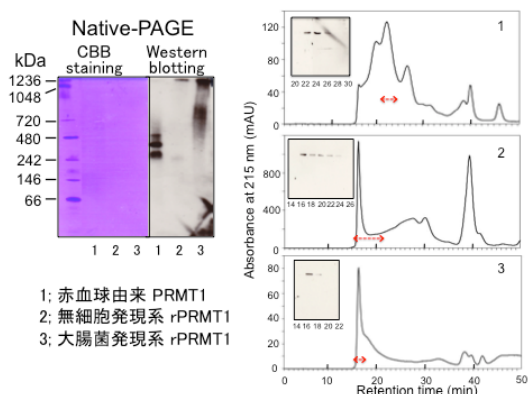 Native-PAGE
kDa
CBB
staining
Western
blotting
1236
1048
720
480
242
146
66
1 2 3
1 2 3
1; 赤血球由来 PRMT1
2; 無細胞発現系 rPRMT1
3; 大腸菌発現系 rPRMT1
Absorbance at 215 nm (mAU)
1
120
80
40
0
20 22 24 26 28 30
2
800
400
0
14 16 18 20 22 24 26
3
80
60
40
20
0
14 16 18 20 22
0 10 20 30 40 50
Retention time (min)